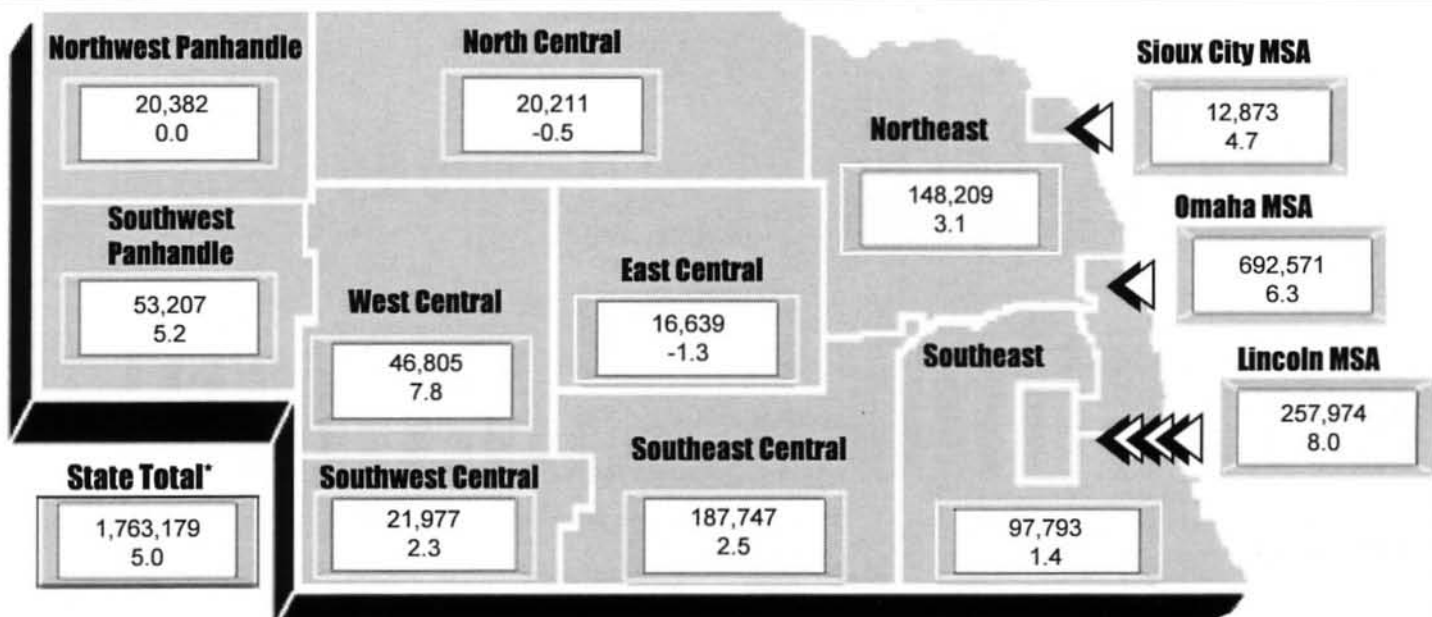 Northwest Panhandle
20,382
0.0
North Central
20,211
-0.5
Sioux City MSA
12,873
4.7
Northeast
148,209
3.1
Omaha MSA
692,571
6.3
Southwest
Panhandle
53,207
5.2
West Central
46,805
7.8
East Central
16,639
-1.3
Southeast
97,793
1.4
Lincoln MSA
257,974
8.0
State Total*
1,763,179
5.0
Southwest Central
21,977
2.3
Southeast Central
187,747
2.5